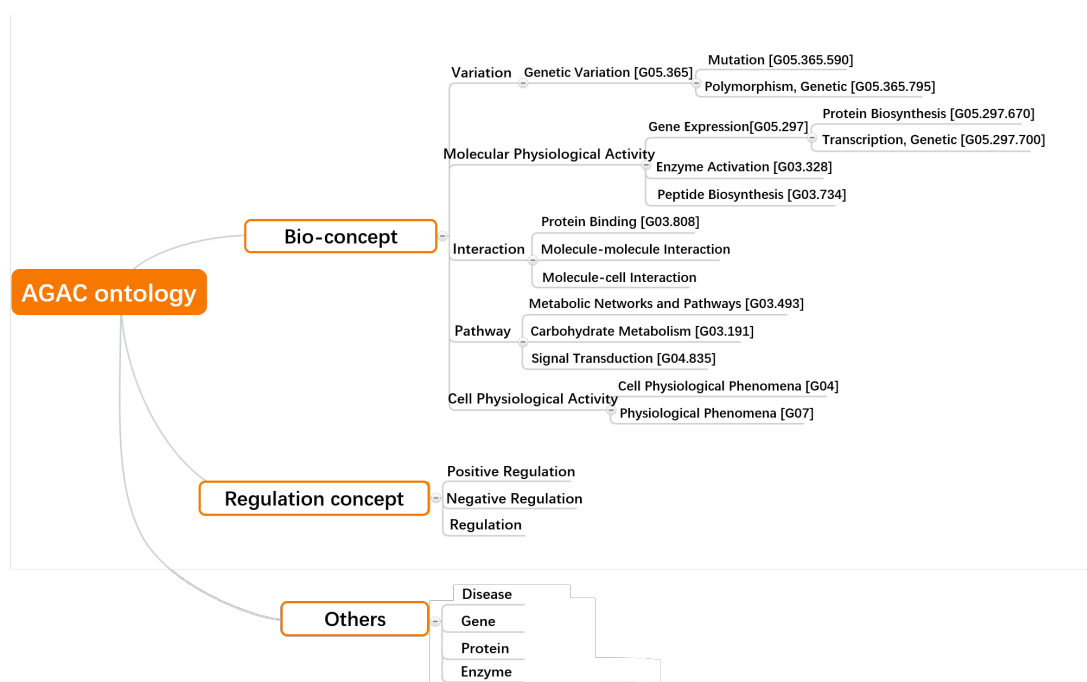 AGAC ontology
Bio-concept
Variation
Genetic Variation [G05.365]
Mutation [G05.365.590]
Polymorphism, Genetic [G05.365.795]
Molecular Physiological Activity
Gene Expression[G05.297]
Protein Biosynthesis [G05.297.670]
Transcription, Genetic [G05.297.700]
Enzyme Activation [G03.328]
Peptide Biosynthesis [G03.734]
Interaction
Protein Binding [G03.808]
Molecule-molecule Interaction
Molecule-cell Interaction
Pathway
Metabolic Networks and Pathways [G03.493]
Carbohydrate Metabolism [G03.191]
Signal Transduction [G04.835]
Cell Physiological Activity
Cell Physiological Phenomena [G04]
Physiological Phenomena [G07]
Regulation concept
Positive Regulation
Negative Regulation
Regulation
Others
Disease
Gene
Protein
Enzyme